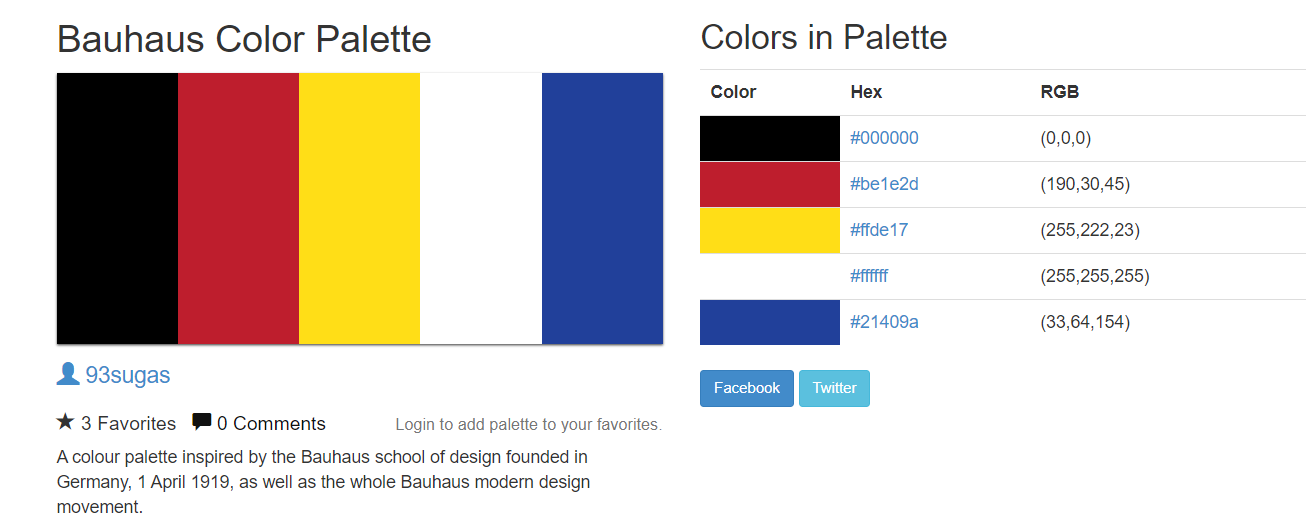 Bauhaus Color Palette
93sugas
3 Favorites 0 Comments Login to add palette to your favorites.
A colour palette inspired by the Bauhaus school of design founded in
Germany, 1 April 1919, as well as the whole Bauhaus modern design
movement.
Colors in Palette
Color Hex RGB
#000000 (0,0,0)
#be1e2d (190,30,45)
#ffde17 (255,222,23)
#ffffff (255,255,255)
#21409a (33,64,154)
Facebook Twitter